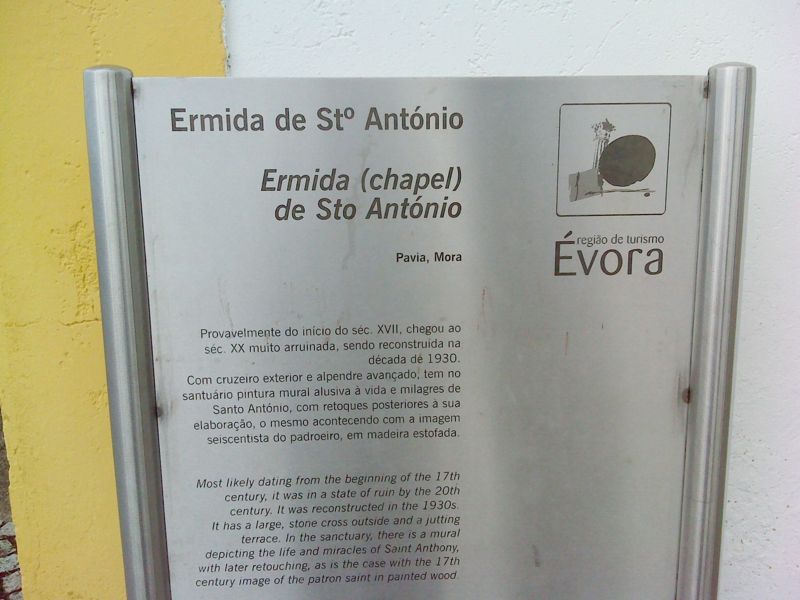 Ermida de Stº António
Ermida (chapel)
de Sto António
Pavia, Mora
região de turismo
Évora
Provavelmente do início do séc. XVII, chegou ao
séc. XX muito arruinada, sendo reconstruida na
década de 1930.
Com cruzeiro exterior e alpendre avançado, tem no
santuário pintura mural alusiva à vida e milagres de
Santo António, com retoques posteriores à sua
elaboração, o mesmo acontecendo com a imagem
seiscentista do padroeiro, em madeira estofada.
Most likely dating from the beginning of the 17th
century, it was in a state of ruin by the 20th
century. It was reconstructed in the 1930s.
It has a large, stone cross outside and a jutting
terrace. In the sanctuary, there is a mural
depicting the life and miracles of Saint Anthony,
with later retouching, as is the case with the 17th
century image of the patron saint in painted wood.